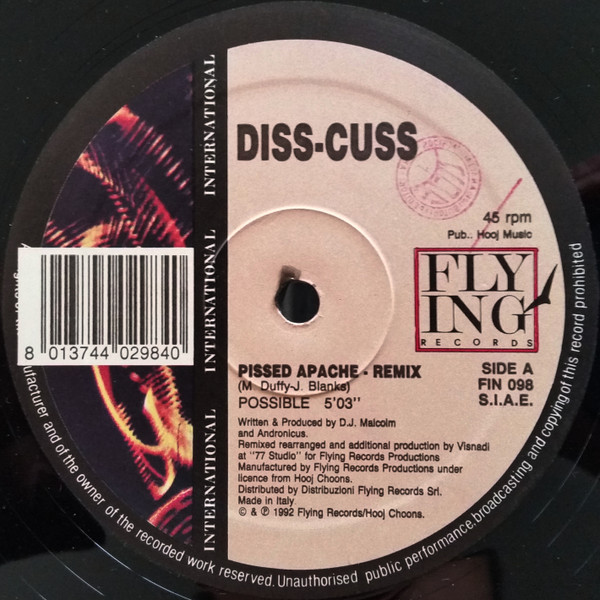 DISS-CUSS
INTERNATIONAL
INTERNATIONAL
INTERNATIONAL
45 rpm
Pub.. Hooj Music
FLY
ING
RECORDS
8 013744 029840
PISSED APACHE - REMIX
(M. Duffy-J. Blanks)
POSSIBLE 5'03''
SIDE A
FIN 098
S.I.A.E.
Written & Produced by D.J. Malcolm
and Andronicus.
Remixed rearranged and additional production by Visnadi
at "77 Studio" for Flying Records Productions
Manufactured by Flying Records Productions under
licence from Hooj Choons.
Distributed by Distribuzioni Flying Records Srl.
Made in Italy
© & ℗ 1992 Flying Records/Hooj Choons.
ufacturer and of the owner of the recorded work reserved. Unauthorised public performance, broadcasting and copying of this record prohibited